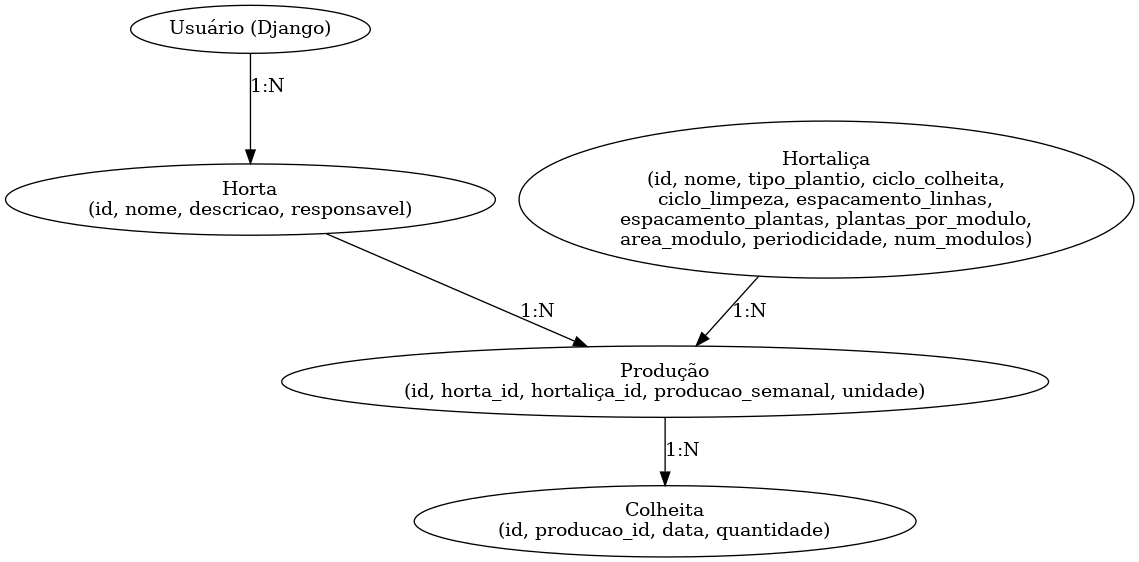 Usuário (Django)
1:N
Horta
(id, nome, descricao, responsavel)
Hortaliça
(id, nome, tipo_plantio, ciclo_colheita,
ciclo_limpeza, espacamento_linhas,
espacamento_plantas, plantas_por_modulo,
area_modulo, periodicidade, num_modulos)
1:N
1:N
Produção
(id, horta_id, hortaliça_id, producao_semanal, unidade)
1:N
Colheita
(id, producao_id, data, quantidade)